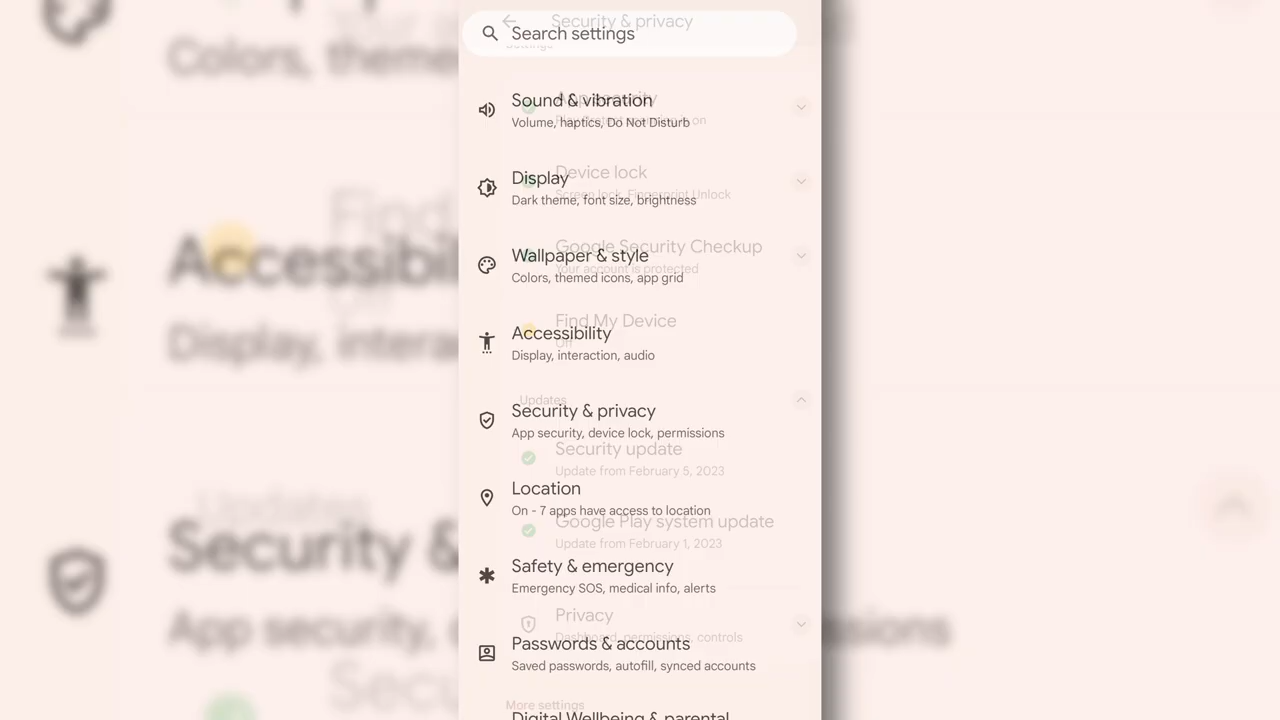 Security & privacy
Search settings
Settings
Sound & vibration
Volume, haptics, Do Not Disturb
App security
Display
Dark theme, font size, brightness
Device lock
Screen lock, Fingerprint Unlock
Wallpaper & style
Colors, themed icons, app grid
Google Security Checkup
Your account is protected
Find My Device
Off
Accessibility
Display, interaction, audio
Updates
Security & privacy
App security, device lock, permissions
Security update
Update from February 5, 2023
Location
On - 7 apps have access to location
Google Play system update
Update from February 1, 2023
Safety & emergency
Emergency SOS, medical info, alerts
Privacy
Dashboard, permissions, controls
Passwords & accounts
Saved passwords, autofill, synced accounts
More settings
Digital Wellbeing & parental